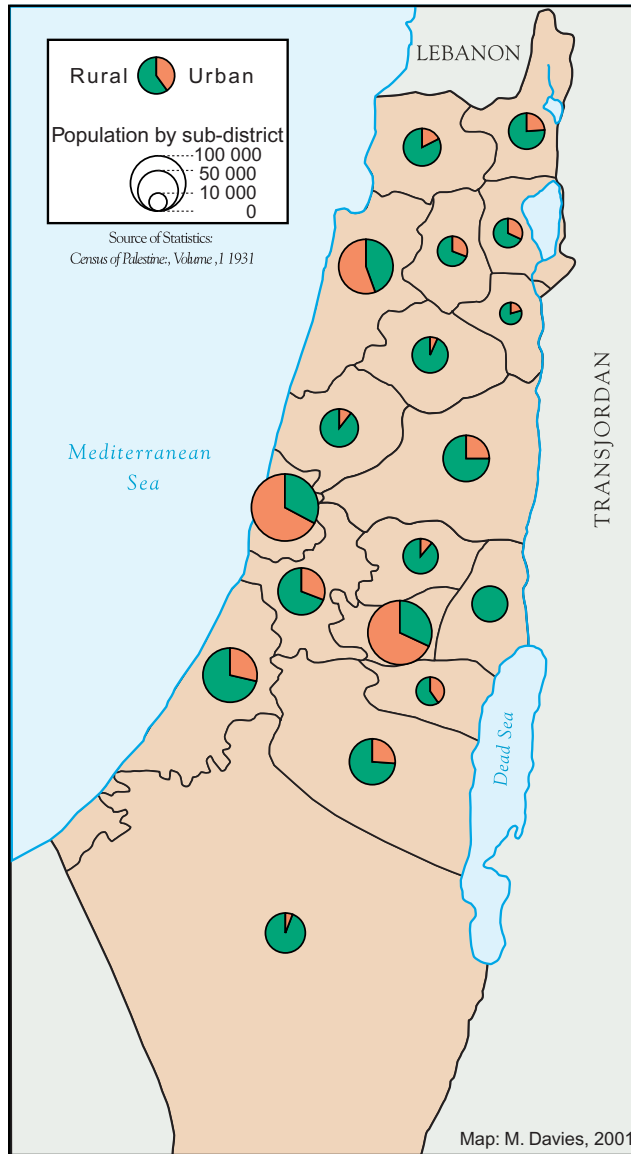 LEBANON
Rural Urban
Population by sub-district
100 000
50 000
10 000
0
Source of Statistics:
Census of Palestine:, Volume ,1 1931
TRANSJORDAN
Mediterranean
Sea
Dead Sea
Map: M. Davies, 2001